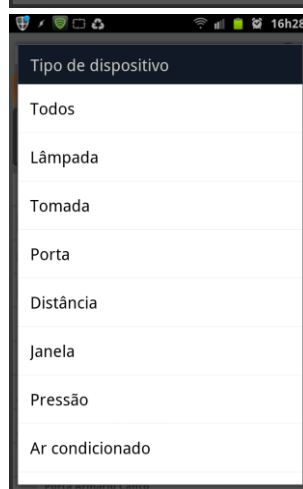 16h28
Tipo de dispositivo
Todos
Lâmpada
Tomada
Porta
Distância
Janela
Pressão
Ar condicionado